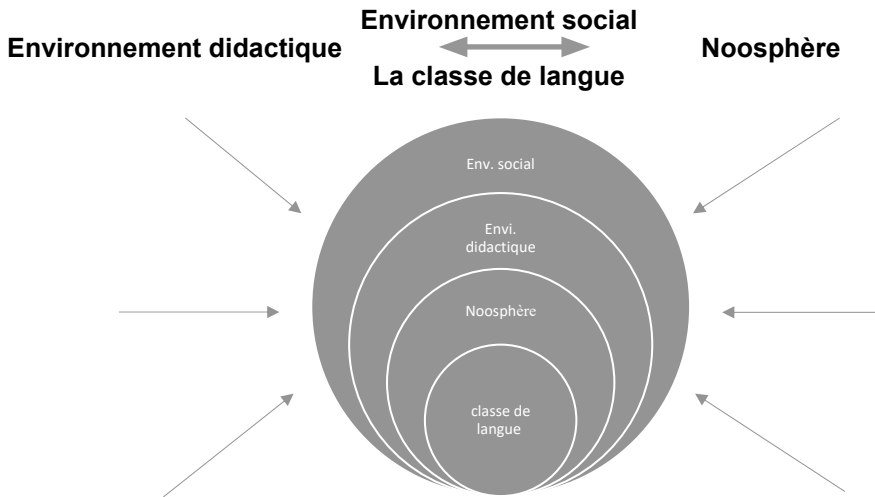 Environnement social
Environnement didactique
Noosphère
La classe de langue
Env. social
Envi.
didactique
Noosphère
classe de
langue